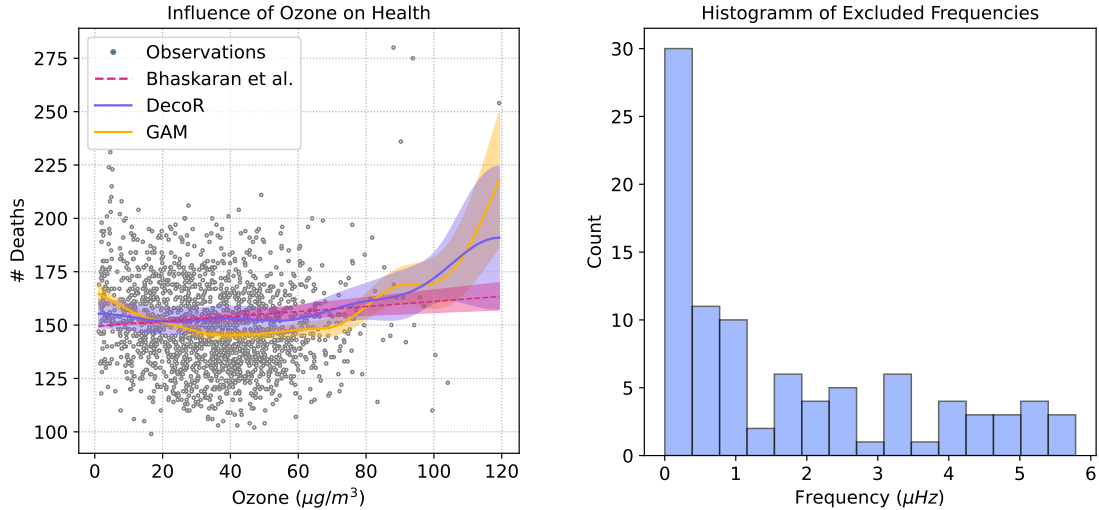 Influence of Ozone on Health
Observations
Bhaskaran et al.
DecoR
GAM
# Deaths
275
250
225
200
175
150
125
100
0 20 40 60 80 100 120
Ozone (μg/m³)
Histogramm of Excluded Frequencies
Count
30
25
20
15
10
5
0
0 1 2 3 4 5 6
Frequency (μHz)